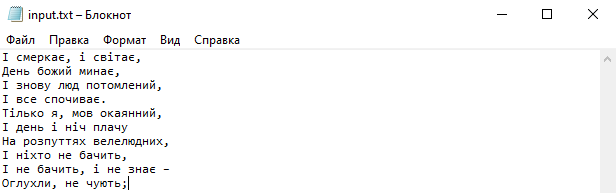 input.txt – Блокнот
Файл Правка Формат Вид Справка
І смеркає, і світає,
День божий минає,
І знову люд потомлений,
І все спочиває.
Тілько я, мов окаянний,
І день і ніч плачу
На розпуттях велелюдних,
І ніхто не бачить,
І не бачить, і не знає –
Оглухли, не чують;